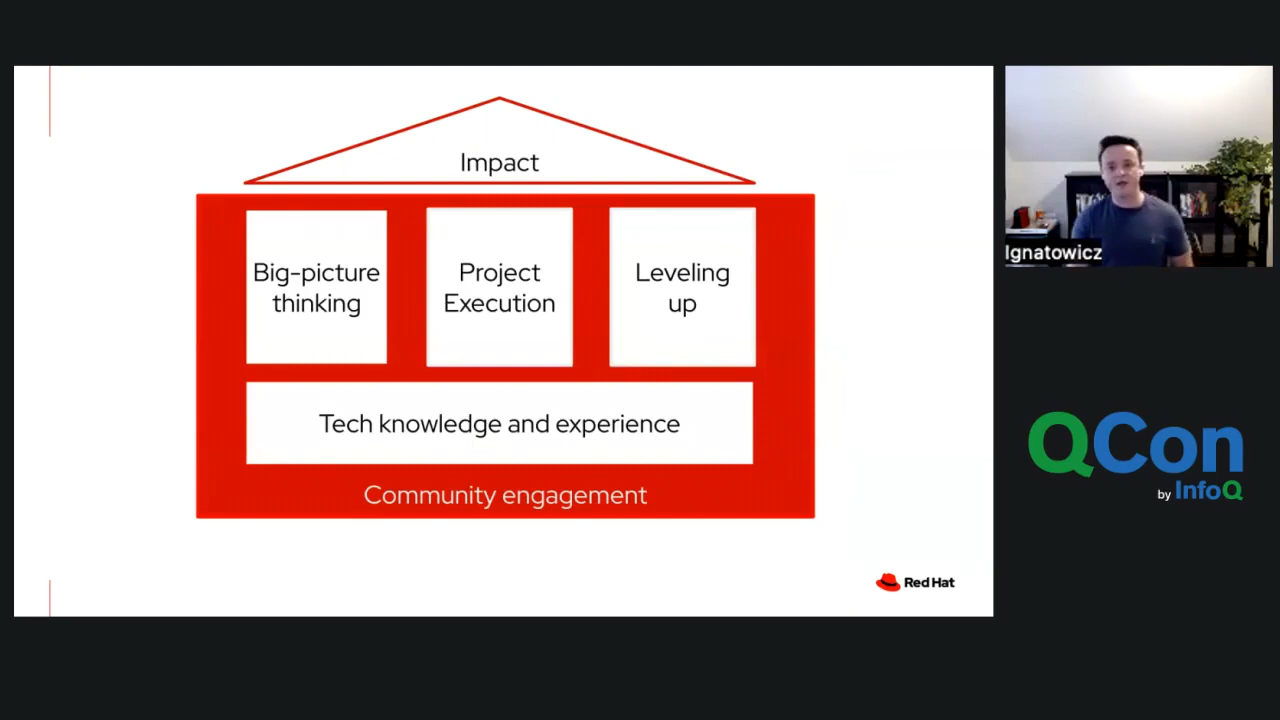 Impact
Big-picture
thinking
Project
Execution
Leveling
up
Tech knowledge and experience
Community engagement
Red Hat
Ignatowicz
QCon
by InfoQ